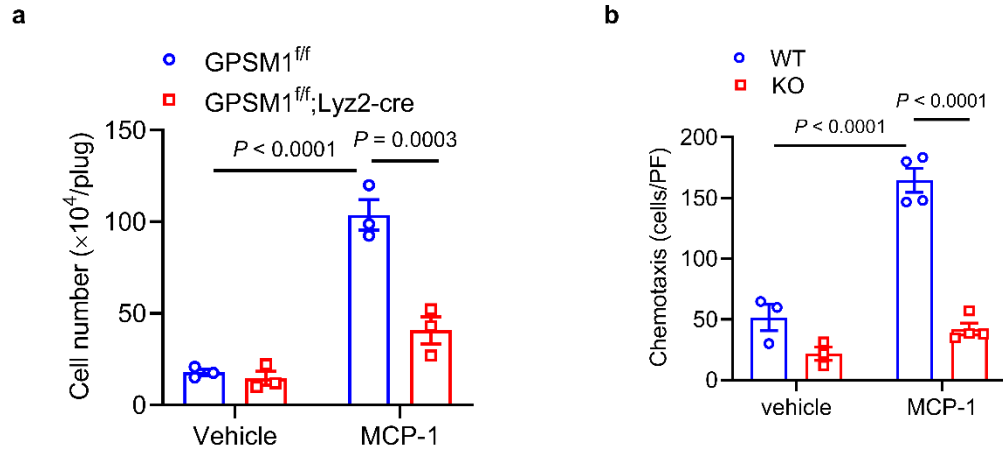 a
GPSM1f/f
GPSM1f/f;Lyz2-cre
Cell number (×10⁴/plug)
150
100
50
0
P < 0.0001
P = 0.0003
Vehicle
MCP-1
b
WT
KO
Chemotaxis (cells/PF)
200
150
100
50
0
P < 0.0001
P < 0.0001
vehicle
MCP-1